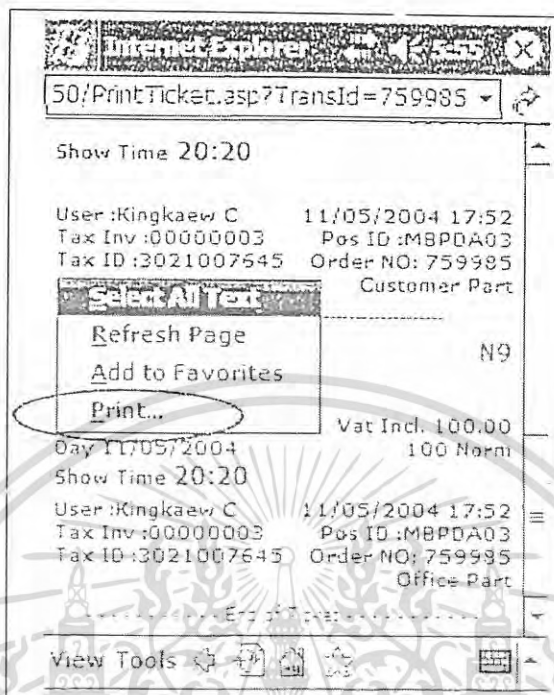 Internet Explorer 5:55
50/PrintTicket.asp?TransId=759985
Show Time 20:20
User :Kingkaew C 11/05/2004 17:52
Tax Inv :00000003 Pos ID :MBPDA03
Tax ID :3021007645 Order NO: 759985
Customer Part
Select All Text
Refresh Page
N9
Add to Favorites
Print...
Vat Incl. 100.00
Day 11/05/2004 100 Norm
Show Time 20:20
User :Kingkaew C 11/05/2004 17:52
Tax Inv :00000003 Pos ID :MBPDA03
Tax ID :3021007645 Order NO: 759985
Office Part
View Tools